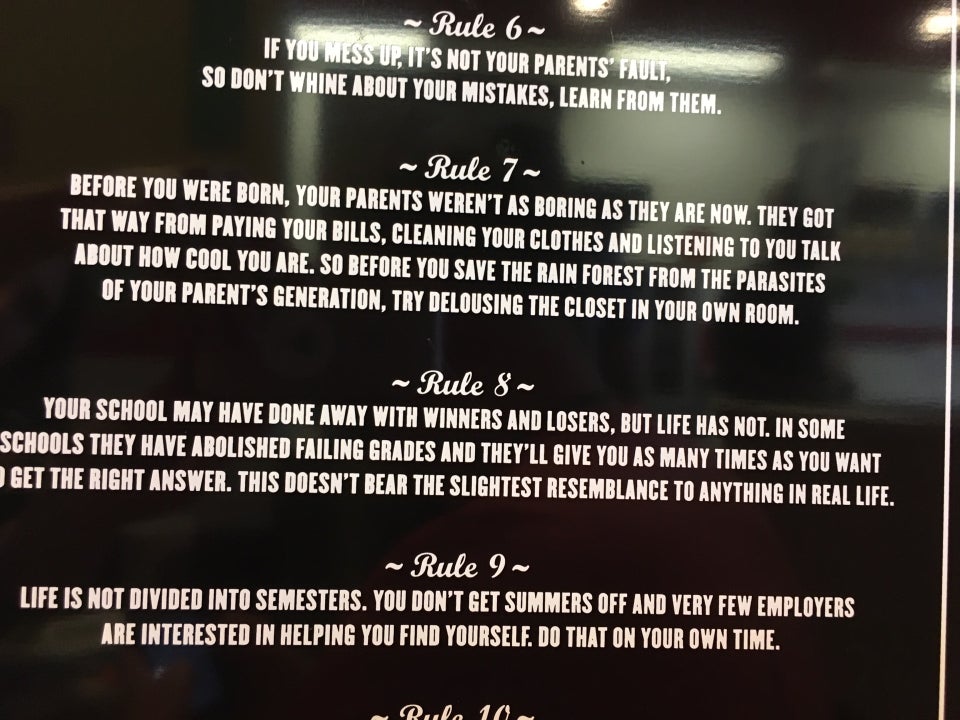 ~ Rule 6 ~
IF YOU MESS UP, IT'S NOT YOUR PARENTS' FAULT,
SO DON'T WHINE ABOUT YOUR MISTAKES, LEARN FROM THEM.
~ Rule 7 ~
BEFORE YOU WERE BORN, YOUR PARENTS WEREN'T AS BORING AS THEY ARE NOW. THEY GOT
THAT WAY FROM PAYING YOUR BILLS, CLEANING YOUR CLOTHES AND LISTENING TO YOU TALK
ABOUT HOW COOL YOU ARE. SO BEFORE YOU SAVE THE RAIN FOREST FROM THE PARASITES
OF YOUR PARENT'S GENERATION, TRY DELOUSING THE CLOSET IN YOUR OWN ROOM.
~ Rule 8 ~
YOUR SCHOOL MAY HAVE DONE AWAY WITH WINNERS AND LOSERS, BUT LIFE HAS NOT. IN SOME
SCHOOLS THEY HAVE ABOLISHED FAILING GRADES AND THEY'LL GIVE YOU AS MANY TIMES AS YOU WANT
GET THE RIGHT ANSWER. THIS DOESN'T BEAR THE SLIGHTEST RESEMBLANCE TO ANYTHING IN REAL LIFE.
~ Rule 9 ~
LIFE IS NOT DIVIDED INTO SEMESTERS. YOU DON'T GET SUMMERS OFF AND VERY FEW EMPLOYERS
ARE INTERESTED IN HELPING YOU FIND YOURSELF. DO THAT ON YOUR OWN TIME.
~ Rule 10 ~